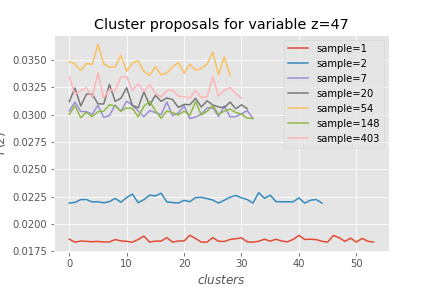 Cluster proposals for variable z=47
sample=1
sample=2
sample=7
sample=20
sample=54
sample=148
sample=403
0.0350
0.0325
0.0300
0.0275
0.0250
0.0225
0.0200
0.0175
0 10 20 30 40 50
clusters